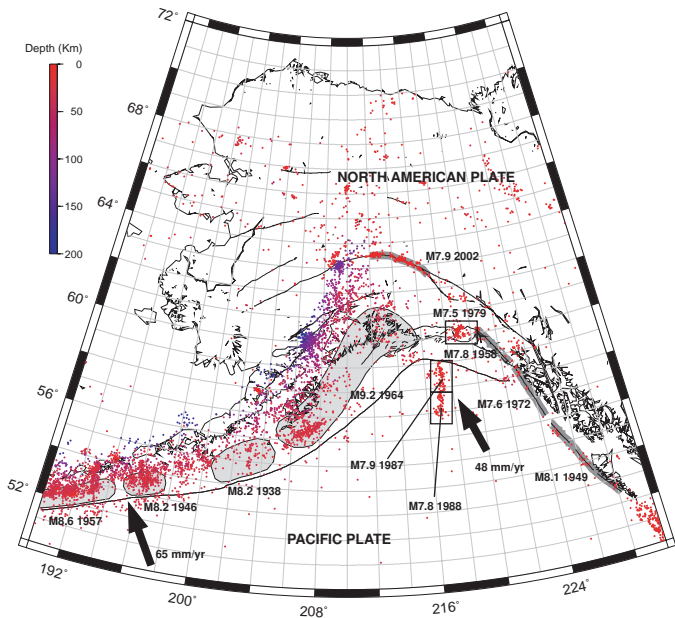 72°
Depth (Km)
0
50
100
150
200
68°
64°
60°
56°
52°
NORTH AMERICAN PLATE
M7.9 2002
M7.5 1979
M7.8 1958
M9.2 1964
M7.6 1972
M7.9 1987
48 mm/yr
M8.1 1949
M8.2 1938
M7.8 1988
M8.2 1946
M8.6 1957
PACIFIC PLATE
65 mm/yr
192°
200°
208°
216°
224°